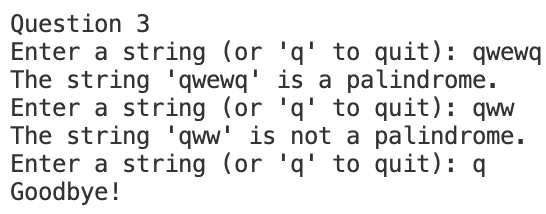 Question 3
Enter a string (or 'q' to quit): qwewq
The string 'qwewq' is a palindrome.
Enter a string (or 'q' to quit): qww
The string 'qww' is not a palindrome.
Enter a string (or 'q' to quit): q
Goodbye!